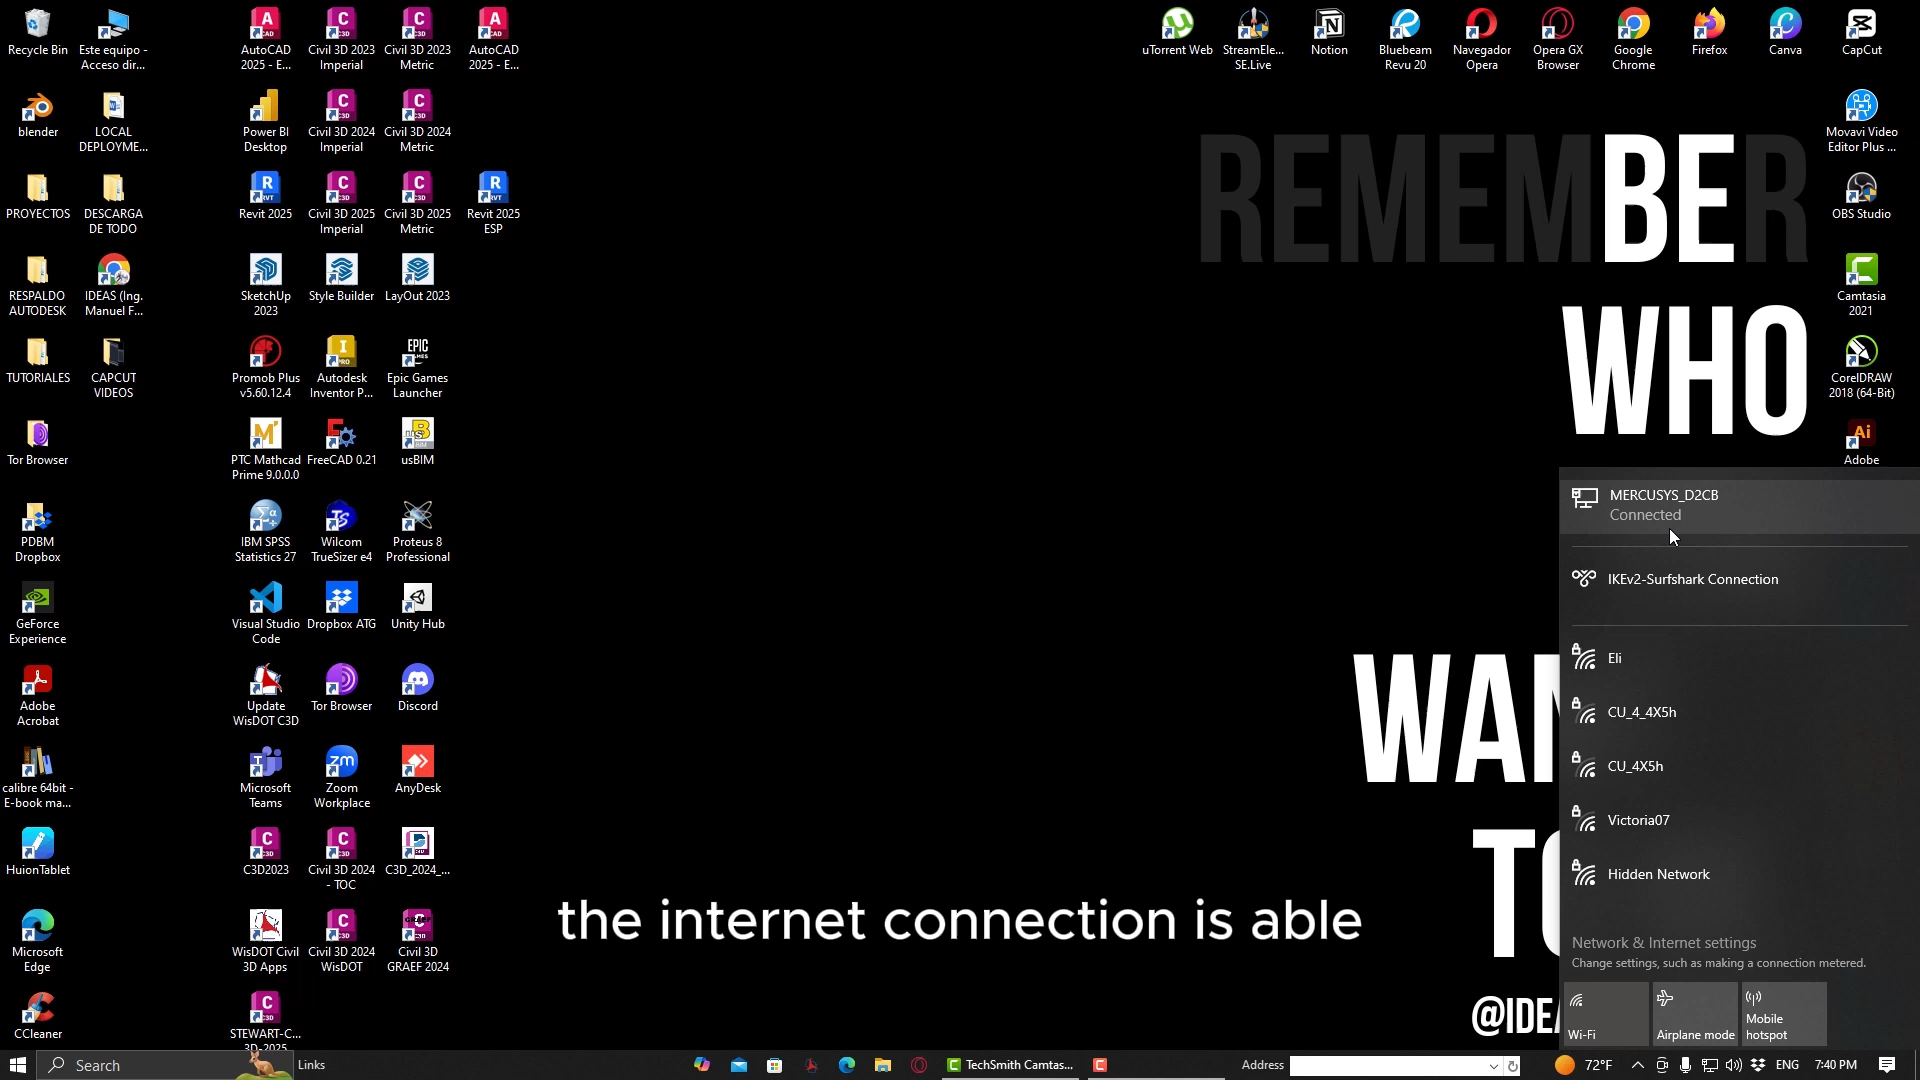 Recycle Bin
Este equipo -
Acceso dir...
AutoCAD
2025 - E...
Civil 3D 2023
Imperial
Civil 3D 2023
Metric
AutoCAD
2025 - E...
uTorrent Web
StreamEle...
SE.Live
Notion
Bluebeam
Revu 20
Navegador
Opera
Opera GX
Browser
Google
Chrome
Firefox
Canva
CapCut
blender
LOCAL
DEPLOYME...
Power BI
Desktop
Civil 3D 2024
Imperial
Civil 3D 2024
Metric
Movavi Video
Editor Plus ...
REMEMBER
PROYECTOS
DESCARGA
DE TODO
Revit 2025
Civil 3D 2025
Imperial
Civil 3D 2025
Metric
Revit 2025
ESP
OBS Studio
RESPALDO
AUTODESK
IDEAS (Ing.
Manuel F...
SketchUp
2023
Style Builder
LayOut 2023
Camtasia
2021
WHO
TUTORIALES
CAPCUT
VIDEOS
Promob Plus
v5.60.12.4
Autodesk
Inventor P...
Epic Games
Launcher
CorelDRAW
2018 (64-Bit)
Tor Browser
PTC Mathcad
Prime 9.0.0.0
FreeCAD 0.21
usBIM
Adobe
PDBM
Dropbox
IBM SPSS
Statistics 27
Wilcom
TrueSizer e4
Proteus 8
Professional
MERCUSYS_D2CB
Connected
IKEv2-Surfshark Connection
GeForce
Experience
Visual Studio
Code
Dropbox ATG
Unity Hub
Eli
CU_4_4X5h
CU_4X5h
Victoria07
Hidden Network
WAN
Adobe
Acrobat
Update
WisDOT C3D
Tor Browser
Discord
calibre 64bit -
E-book ma...
Microsoft
Teams
Zoom
Workplace
AnyDesk
HuionTablet
C3D2023
Civil 3D 2024
- TOC
C3D_2024_...
TO
the internet connection is able
Microsoft
Edge
WisDOT Civil
3D Apps
Civil 3D 2024
WisDOT
Civil 3D
GRAEF 2024
Network & Internet settings
Change settings, such as making a connection metered.
CCleaner
STEWART-C...
3D-2025
@IDEA
Wi-Fi
Airplane mode
Mobile
hotspot
Search
Links
TechSmith Camtas...
Address
72°F
ENG
7:40 PM